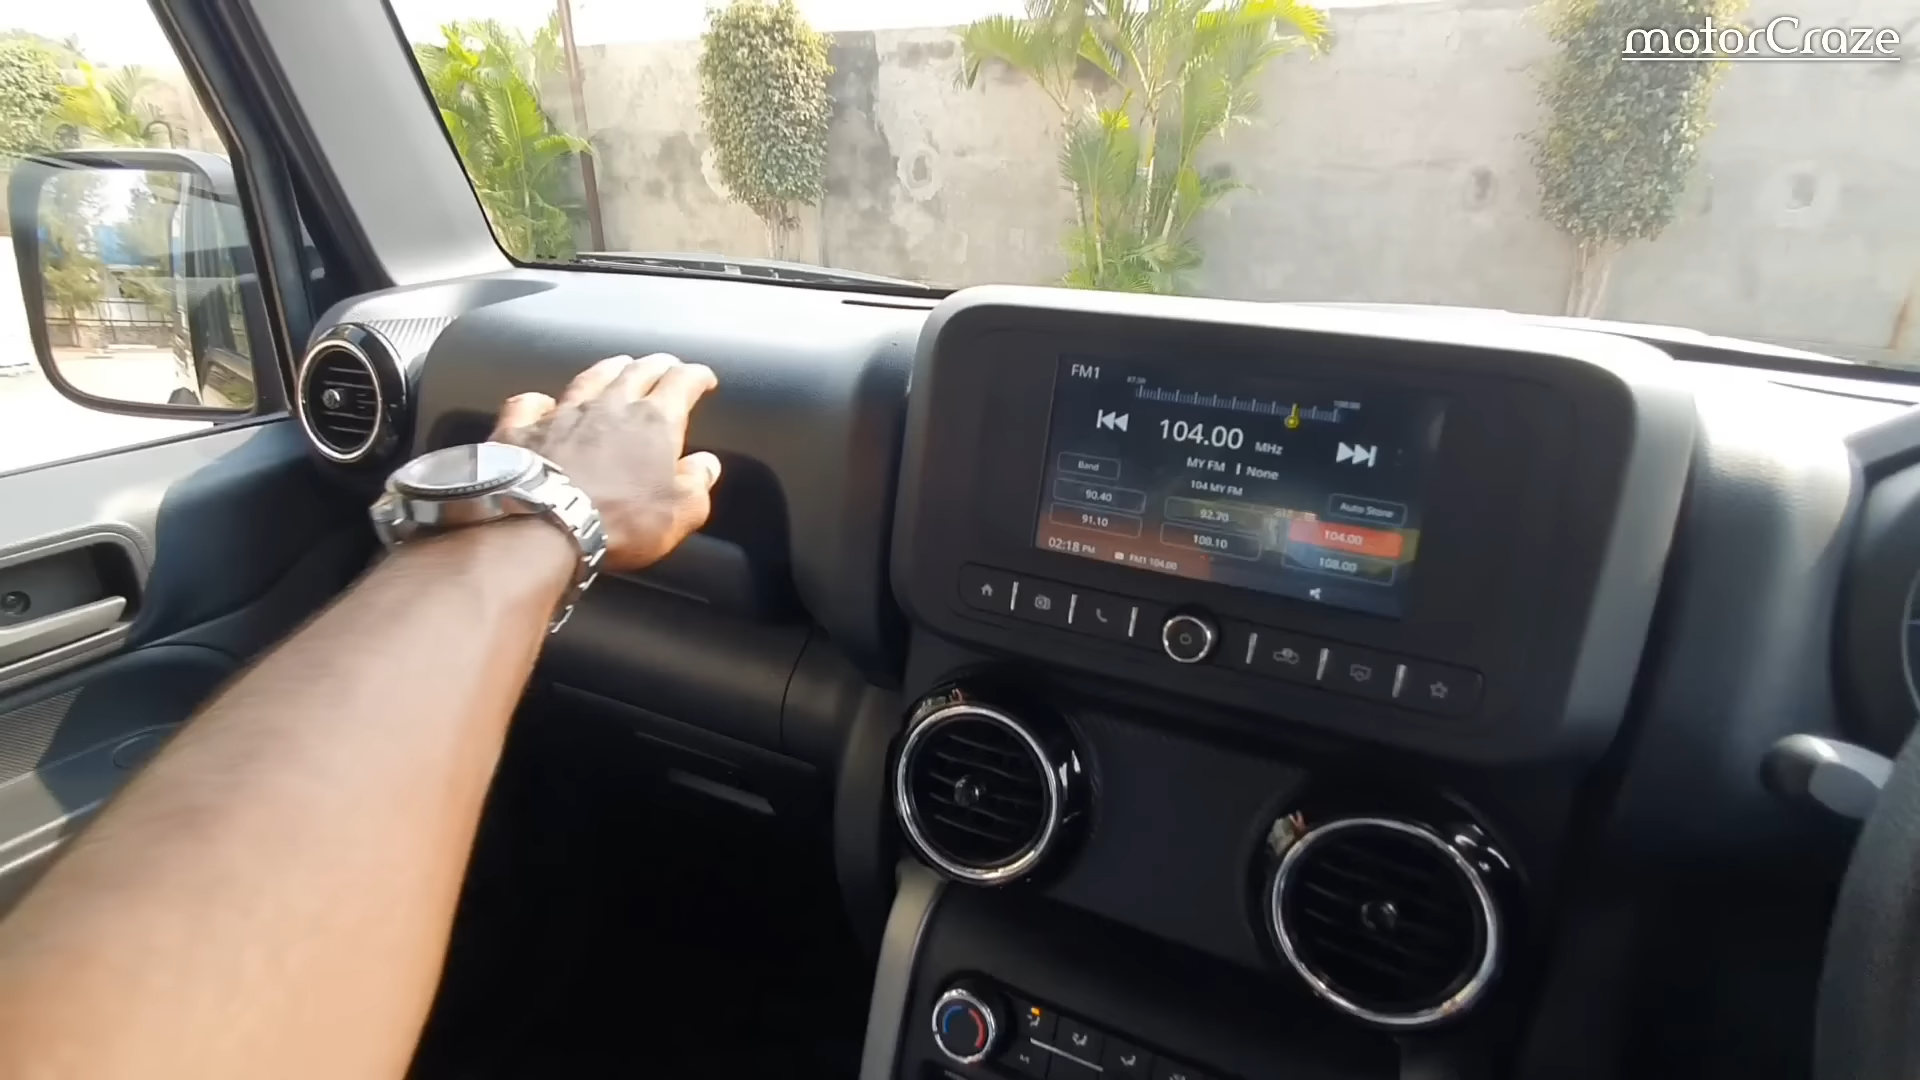 motorCraze
FM1
104.00 MHz
MY FM | None
104 MY FM
Band
Auto Store
90.40
92.70
104.00
91.10
100.10
108.00
02:18 PM
FM1 104.00